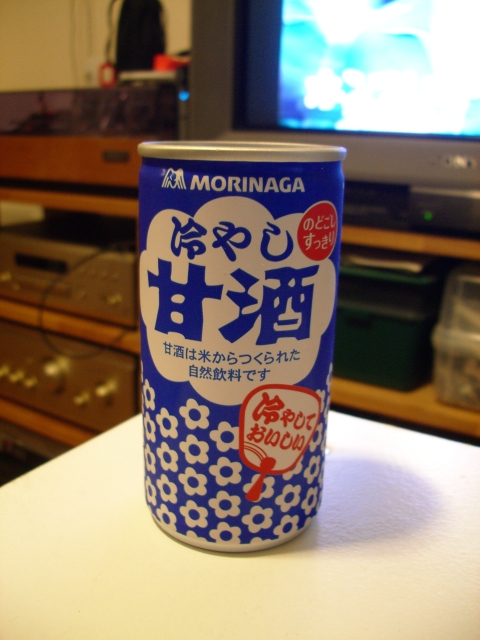 MORINAGA
のどごし
すっきり
冷やし
甘酒
甘酒は米からつくられた
自然飲料です
冷やして
おいしい